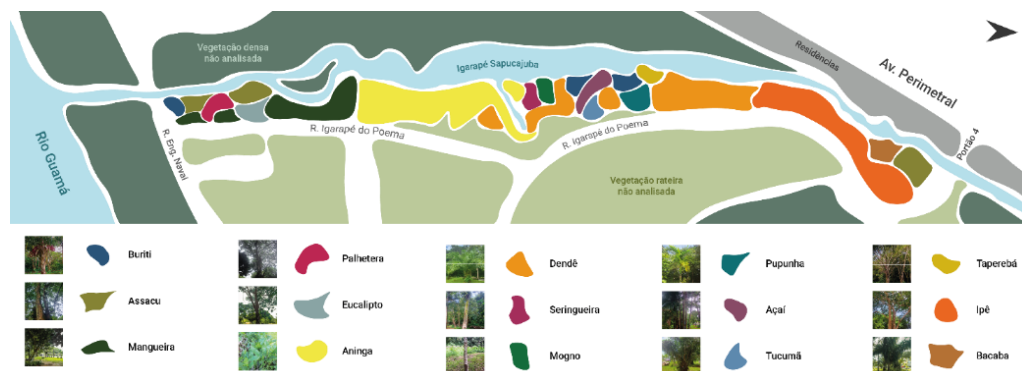 Vegetação densa
não analisada
Igarapé Sapucajuba
Residências
Av. Perimetral
Portão 4
Rio Guamá
R. Eng. Naval
R. Igarapé do Poema
R. Igarapé do Poema
Vegetação rateira
não analisada
Buriti
Assacu
Mangueira
Palhetera
Eucalipto
Aninga
Dendê
Seringueira
Mogno
Pupunha
Açaí
Tucumã
Taperebá
Ipê
Bacaba